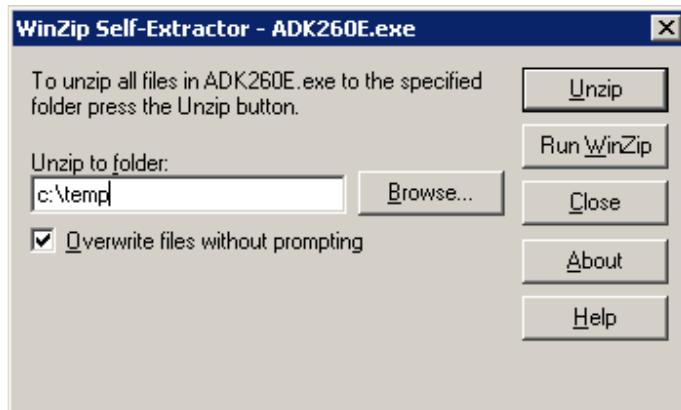 WinZip Self-Extractor - ADK260E.exe
To unzip all files in ADK260E.exe to the specified
folder press the Unzip button.
Unzip
Run WinZip
Unzip to folder:
c:\temp
Browse...
Close
Overwrite files without prompting
About
Help